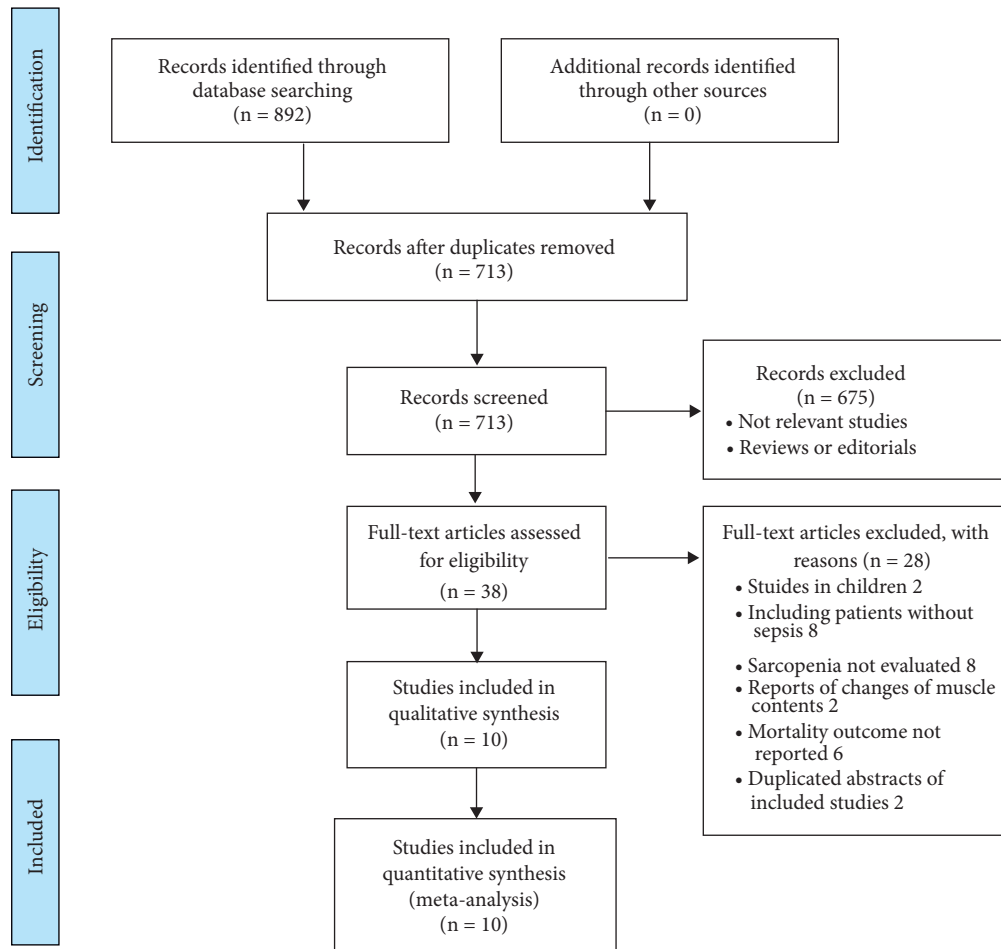 Identification
Records identified through
database searching
(n = 892)
Additional records identified
through other sources
(n = 0)
Records after duplicates removed
(n = 713)
Screening
Records screened
(n = 713)
Records excluded
(n = 675)
• Not relevant studies
• Reviews or editorials
Eligibility
Full-text articles assessed
for eligibility
(n = 38)
Full-text articles excluded, with
reasons (n = 28)
• Stuides in children 2
• Including patients without
sepsis 8
• Sarcopenia not evaluated 8
• Reports of changes of muscle
contents 2
• Mortality outcome not
reported 6
• Duplicated abstracts of
included studies 2
Studies included in
qualitative synthesis
(n = 10)
Included
Studies included in
quantitative synthesis
(meta-analysis)
(n = 10)